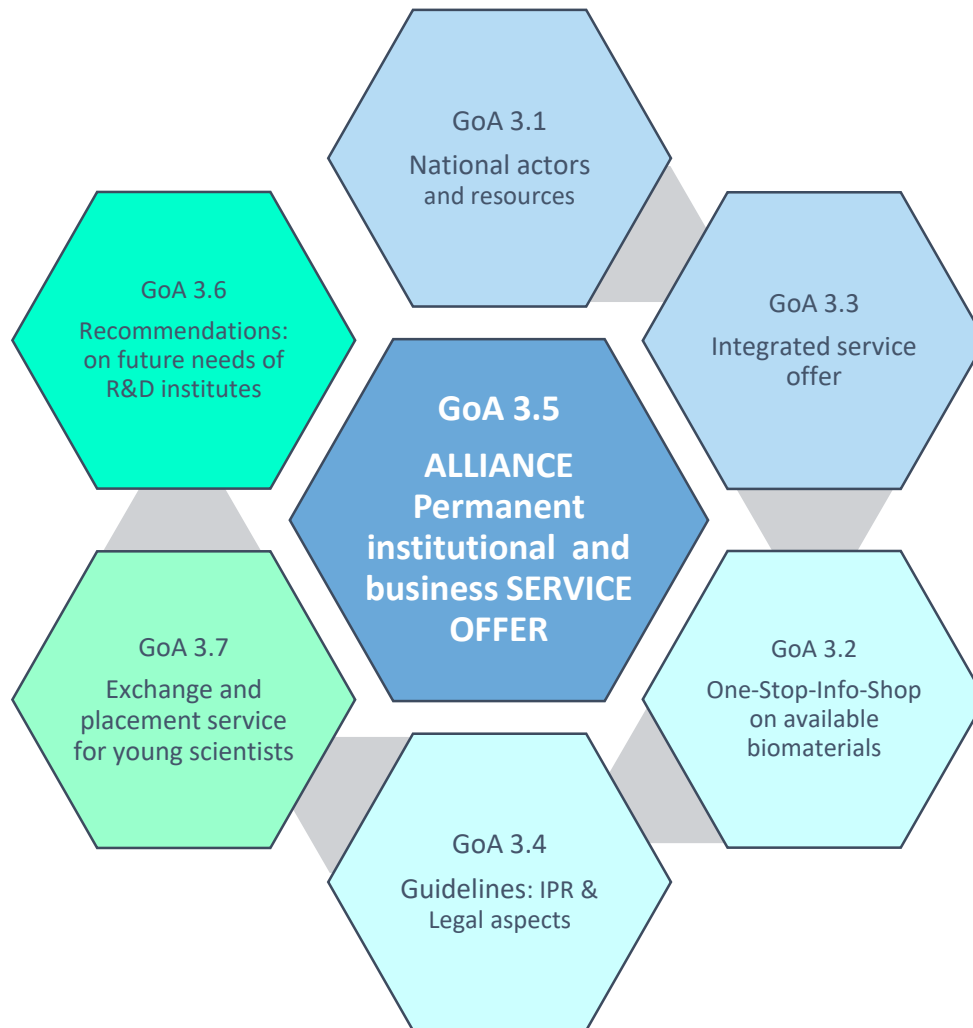 GoA 3.1
National actors
and resources
GoA 3.6
Recommendations:
on future needs of
R&D institutes
GoA 3.3
Integrated service
offer
GoA 3.5
ALLIANCE
Permanent
institutional and
business SERVICE
OFFER
GoA 3.7
Exchange and
placement service
for young scientists
GoA 3.2
One-Stop-Info-Shop
on available
biomaterials
GoA 3.4
Guidelines: IPR &
Legal aspects